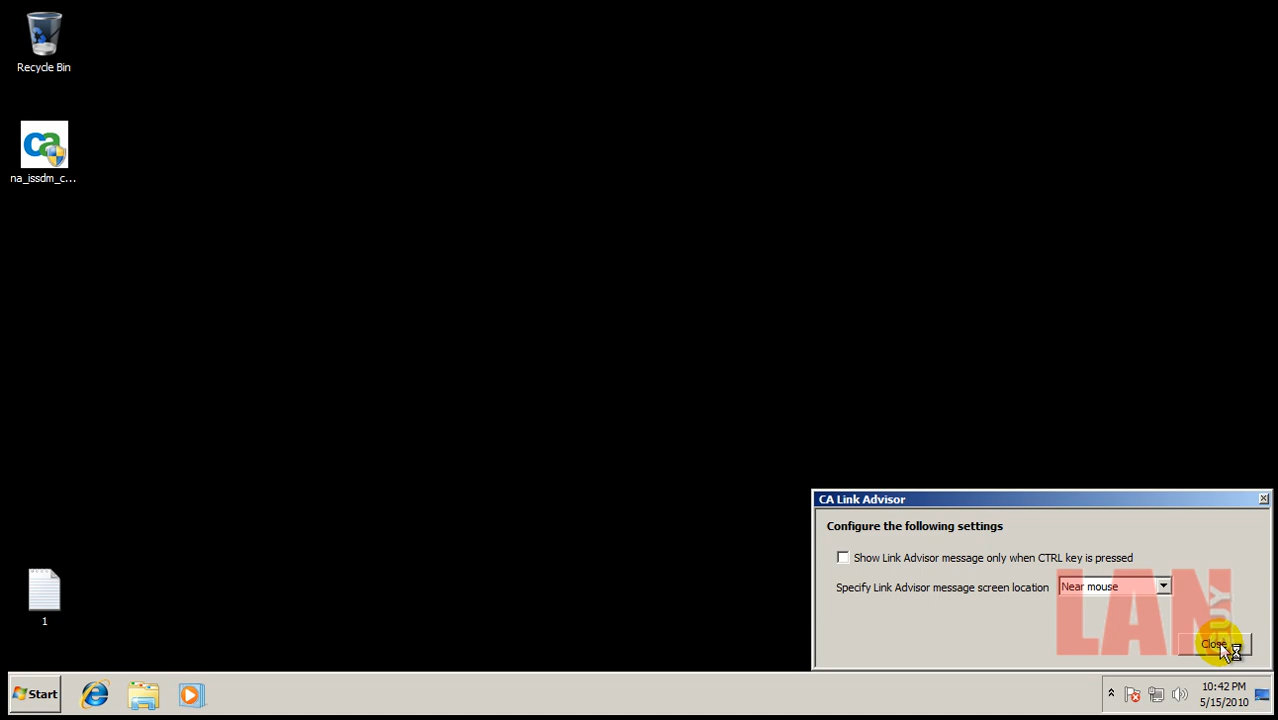 Recycle Bin
ca
na_issdm_c...
1
CA Link Advisor
Configure the following settings
Show Link Advisor message only when CTRL key is pressed
Specify Link Advisor message screen location
Near mouse
LAN GUY
Close
Start
10:42 PM
5/15/2010